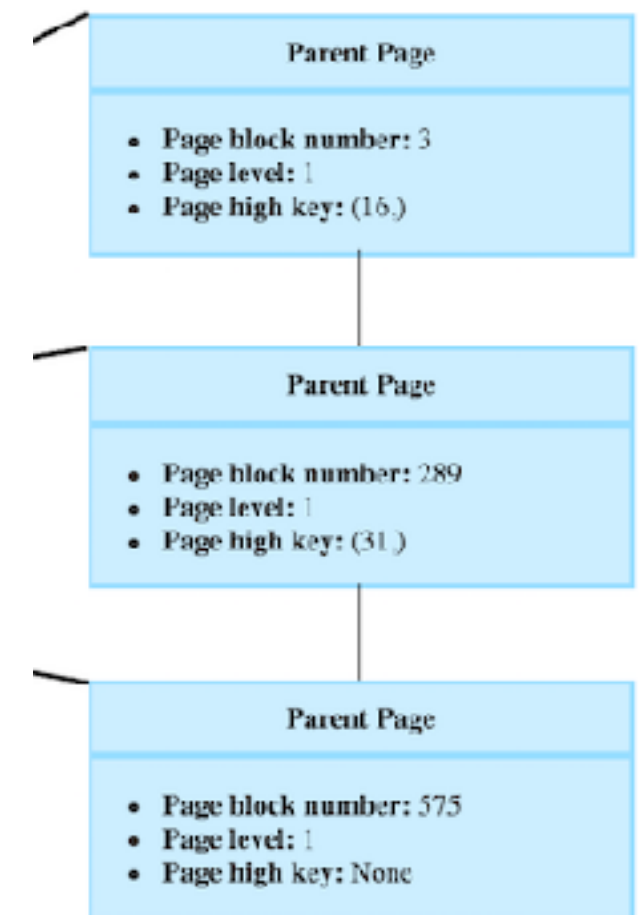 Parent Page
• Page block number: 3
• Page level: 1
• Page high key: (16,)
Parent Page
• Page block number: 289
• Page level: 1
• Page high key: (31,)
Parent Page
• Page block number: 575
• Page level: 1
• Page high key: None